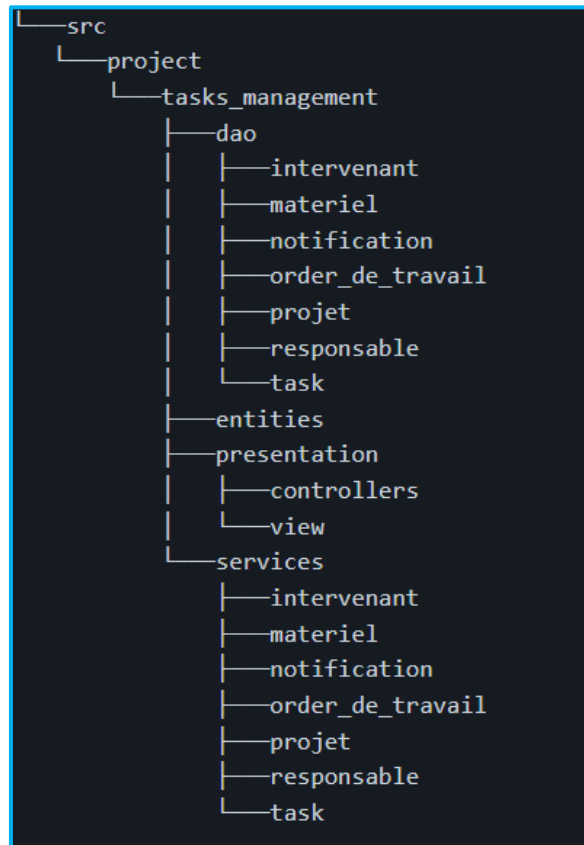 └───src
    └───project
        └───tasks_management
            ├───dao
            │   ├───intervenant
            │   ├───materiel
            │   ├───notification
            │   ├───order_de_travail
            │   ├───projet
            │   ├───responsable
            │   └───task
            ├───entities
            ├───presentation
            │   ├───controllers
            │   └───view
            └───services
                ├───intervenant
                ├───materiel
                ├───notification
                ├───order_de_travail
                ├───projet
                ├───responsable
                └───task